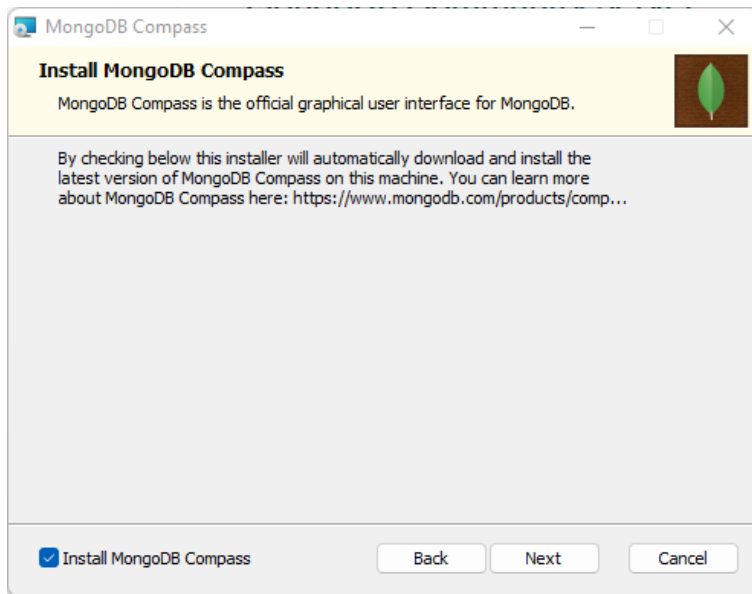 MongoDB Compass
Install MongoDB Compass
MongoDB Compass is the official graphical user interface for MongoDB.
By checking below this installer will automatically download and install the
latest version of MongoDB Compass on this machine. You can learn more
about MongoDB Compass here: https://www.mongodb.com/products/comp...
Install MongoDB Compass
Back
Next
Cancel